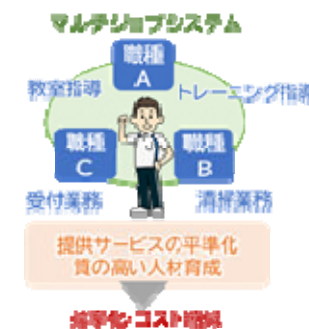 マルチジョブシステム
職種
A
教室指導
トレーニング指導
職種
C
職種
B
受付業務
清掃業務
提供サービスの平準化
質の高い人材育成
効率化・コスト削減